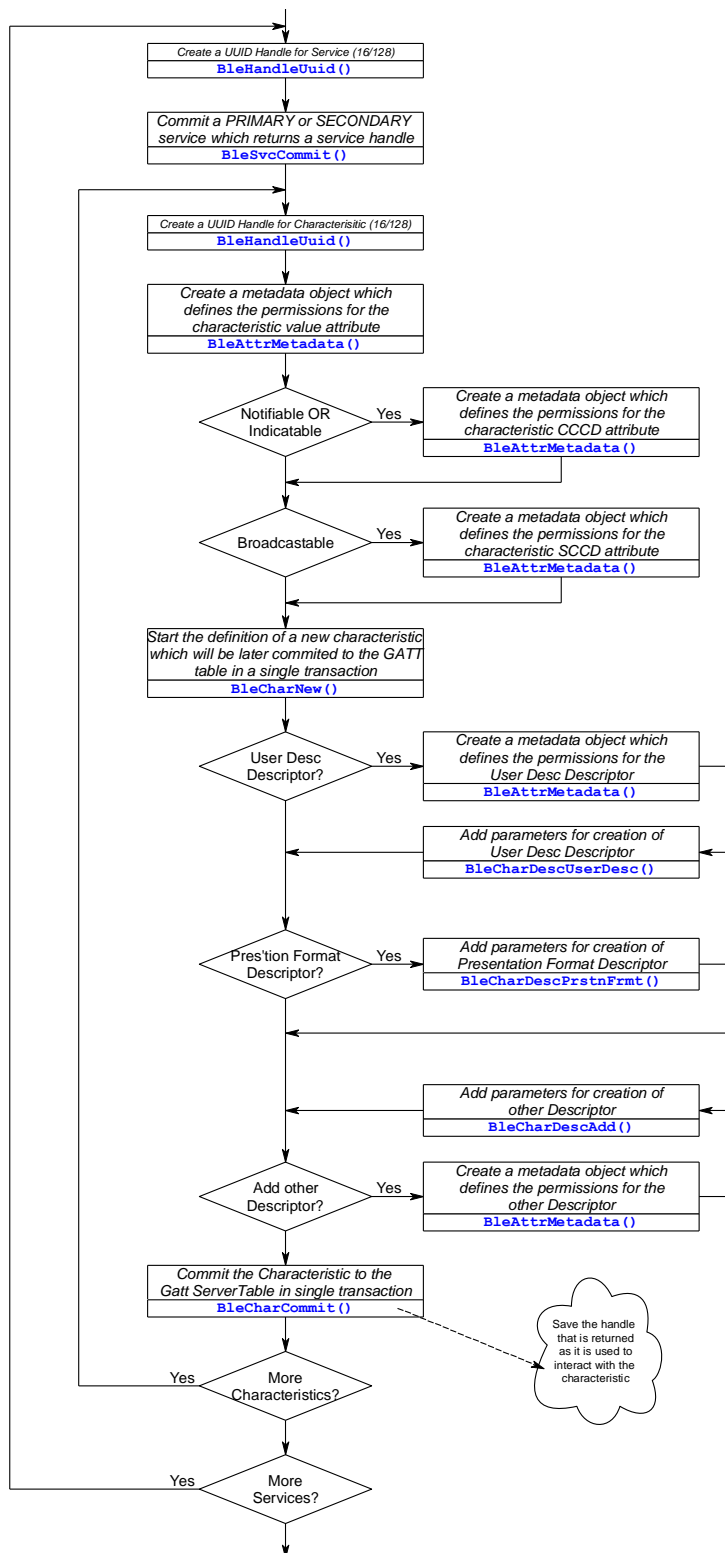 Create a UUID Handle for Service (16/128)
BleHandleUuid()
Commit a PRIMARY or SECONDARY
service which returns a service handle
BleSvcCommit()
Create a UUID Handle for Characterisitic (16/128)
BleHandleUuid()
Create a metadata object which
defines the permissions for the
characteristic value attribute
BleAttrMetadata()
Notifiable OR
Indicatable
Yes
Create a metadata object which
defines the permissions for the
characteristic CCCD attribute
BleAttrMetadata()
Broadcastable
Yes
Create a metadata object which
defines the permissions for the
characteristic SCCD attribute
BleAttrMetadata()
Start the definition of a new characteristic
which will be later commited to the GATT
table in a single transaction
BleCharNew()
User Desc
Descriptor?
Yes
Create a metadata object which
defines the permissions for the
User Desc Descriptor
BleAttrMetadata()
Add parameters for creation of
User Desc Descriptor
BleCharDescUserDesc()
Pres'tion Format
Descriptor?
Yes
Add parameters for creation of
Presentation Format Descriptor
BleCharDescPrstnFrmt()
Add parameters for creation of
other Descriptor
BleCharDescAdd()
Add other
Descriptor?
Yes
Create a metadata object which
defines the permissions for the
other Descriptor
BleAttrMetadata()
Commit the Characteristic to the
Gatt ServerTable in single transaction
BleCharCommit()
Save the handle
that is returned
as it is used to
interact with the
characteristic
Yes
More
Characteristics?
Yes
More
Services?